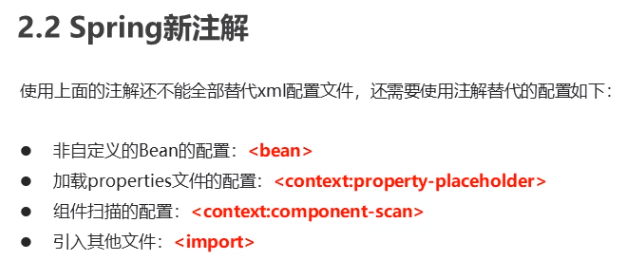 2.2 Spring新注解
使用上面的注解还不能全部替代xml配置文件，还需要使用注解替代的配置如下：
● 非自定义的Bean的配置：<bean>
● 加载properties文件的配置：<context:property-placeholder>
● 组件扫描的配置：<context:component-scan>
● 引入其他文件：<import>